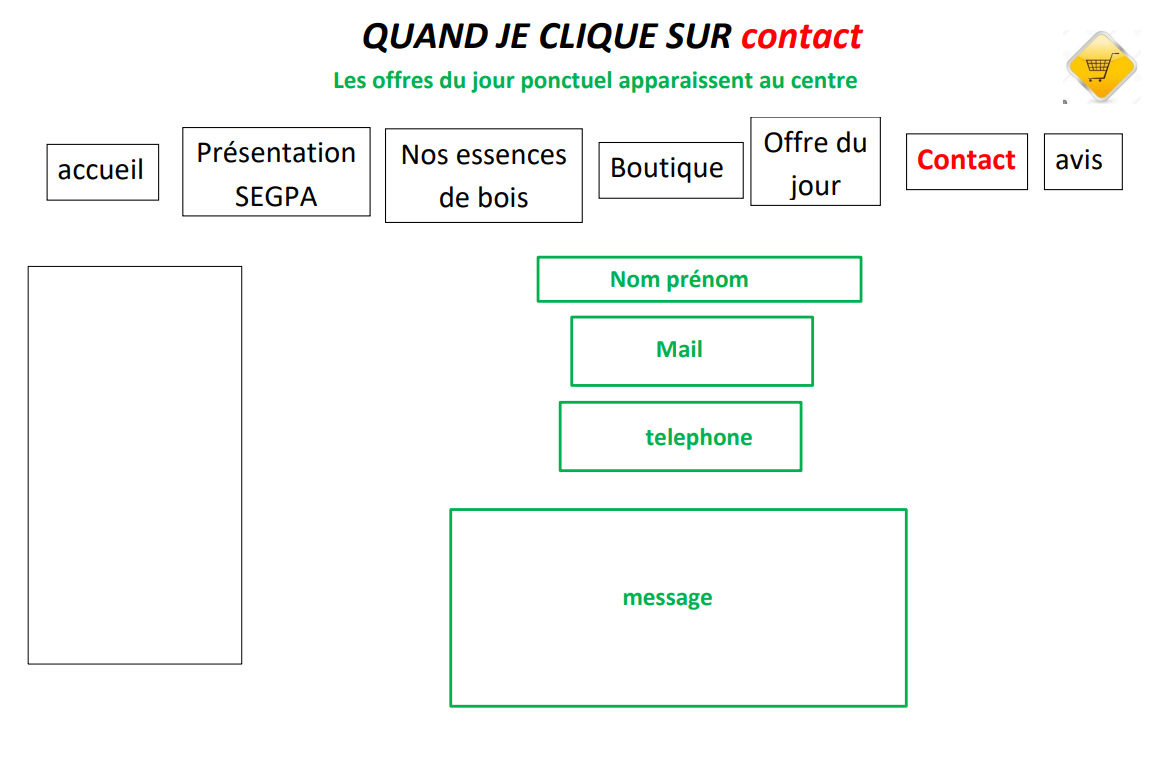 QUAND JE CLIQUE SUR contact
Les offres du jour ponctuel apparaissent au centre
accueil
Présentation
SEGPA
Nos essences
de bois
Boutique
Offre du
jour
Contact
avis
Nom prénom
Mail
telephone
message